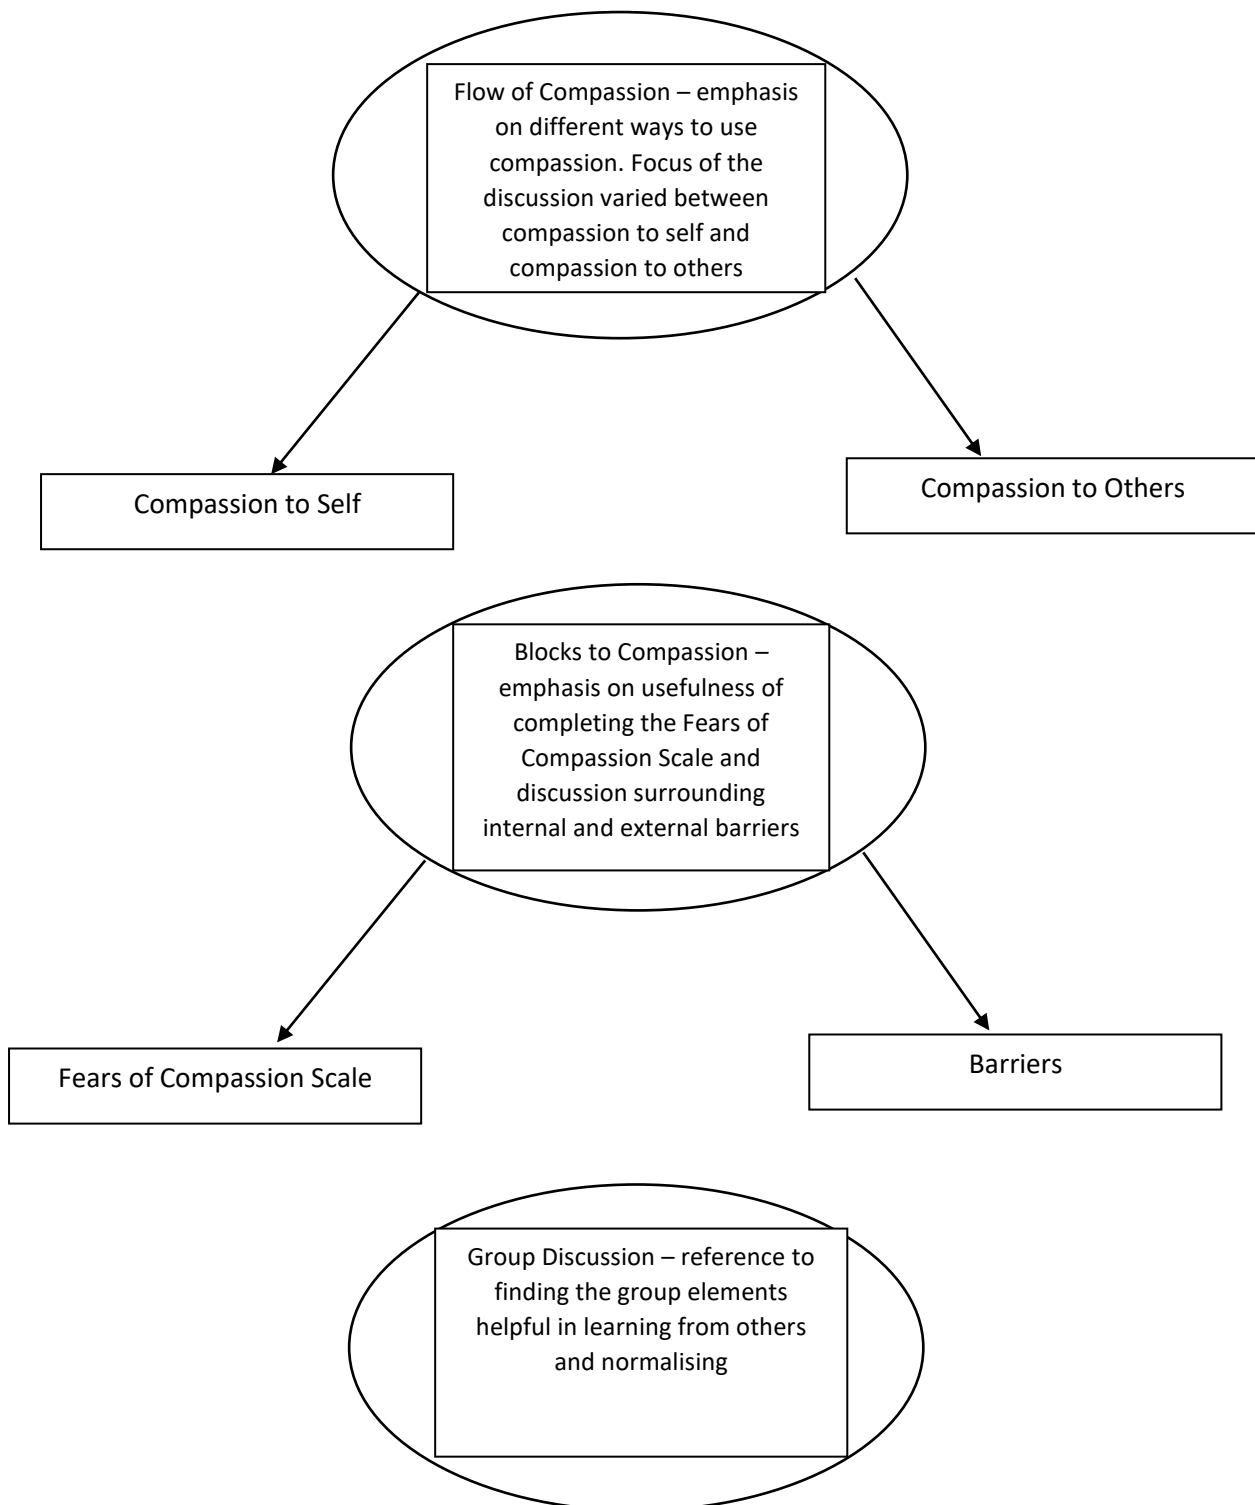 Flow of Compassion – emphasis
on different ways to use
compassion. Focus of the
discussion varied between
compassion to self and
compassion to others
Compassion to Self
Compassion to Others
Blocks to Compassion –
emphasis on usefulness of
completing the Fears of
Compassion Scale and
discussion surrounding
internal and external barriers
Fears of Compassion Scale
Barriers
Group Discussion – reference to
finding the group elements
helpful in learning from others
and normalising